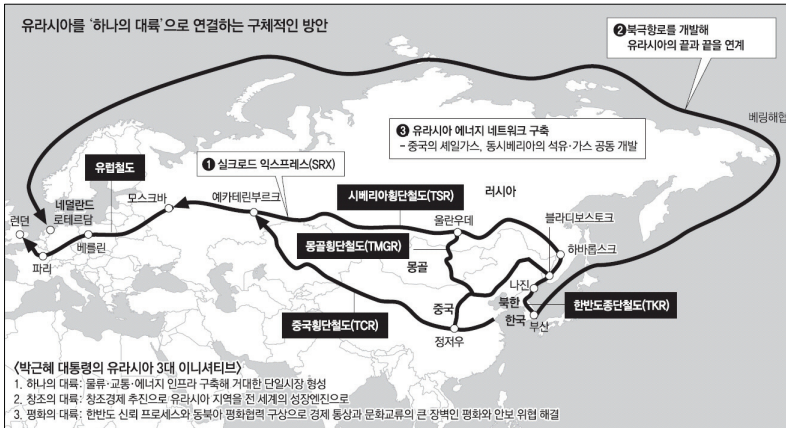 유라시아를 '하나의 대륙'으로 연결하는 구체적인 방안
❷ 북극항로를 개발해
유라시아의 끝과 끝을 연계
베링해협
❸ 유라시아 에너지 네트워크 구축
- 중국의 셰일가스, 동시베리아의 석유·가스 공동 개발
❶ 실크로드 익스프레스(SRX)
유럽철도
모스크바
예카테린부르크
시베리아횡단철도(TSR)
러시아
네덜란드
로테르담
런던
베를린
파리
울란우데
블라디보스토크
하바롭스크
몽골횡단철도(TMGR)
몽골
나진
북한
한반도종단철도(TKR)
중국횡단철도(TCR)
중국
정저우
한국
부산
〈박근혜 대통령의 유라시아 3대 이니셔티브〉
1. 하나의 대륙: 물류·교통·에너지 인프라 구축해 거대한 단일시장 형성
2. 창조의 대륙: 창조경제 추진으로 유라시아 지역을 전 세계의 성장엔진으로
3. 평화의 대륙: 한반도 신뢰 프로세스와 동북아 평화협력 구상으로 경제 통상과 문화교류의 큰 장벽인 평화와 안보 위협 해결